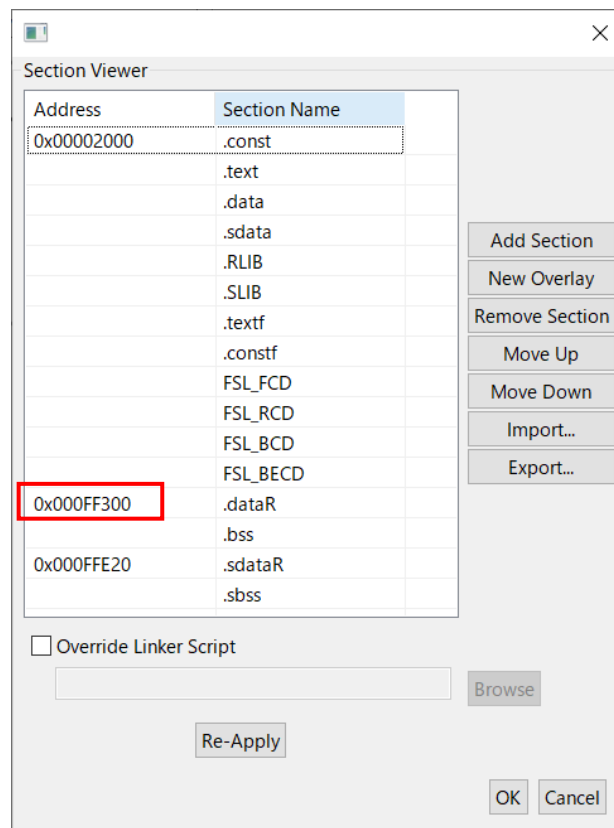 Section Viewer
Address Section Name
0x00002000 .const
.text
.data
.sdata
.RLIB
.SLIB
.textf
.constf
FSL_FCD
FSL_RCD
FSL_BCD
FSL_BECD
0x000FF300 .dataR
.bss
0x000FFE20 .sdataR
.sbss
Add Section
New Overlay
Remove Section
Move Up
Move Down
Import...
Export...
Override Linker Script
Browse
Re-Apply
OK Cancel